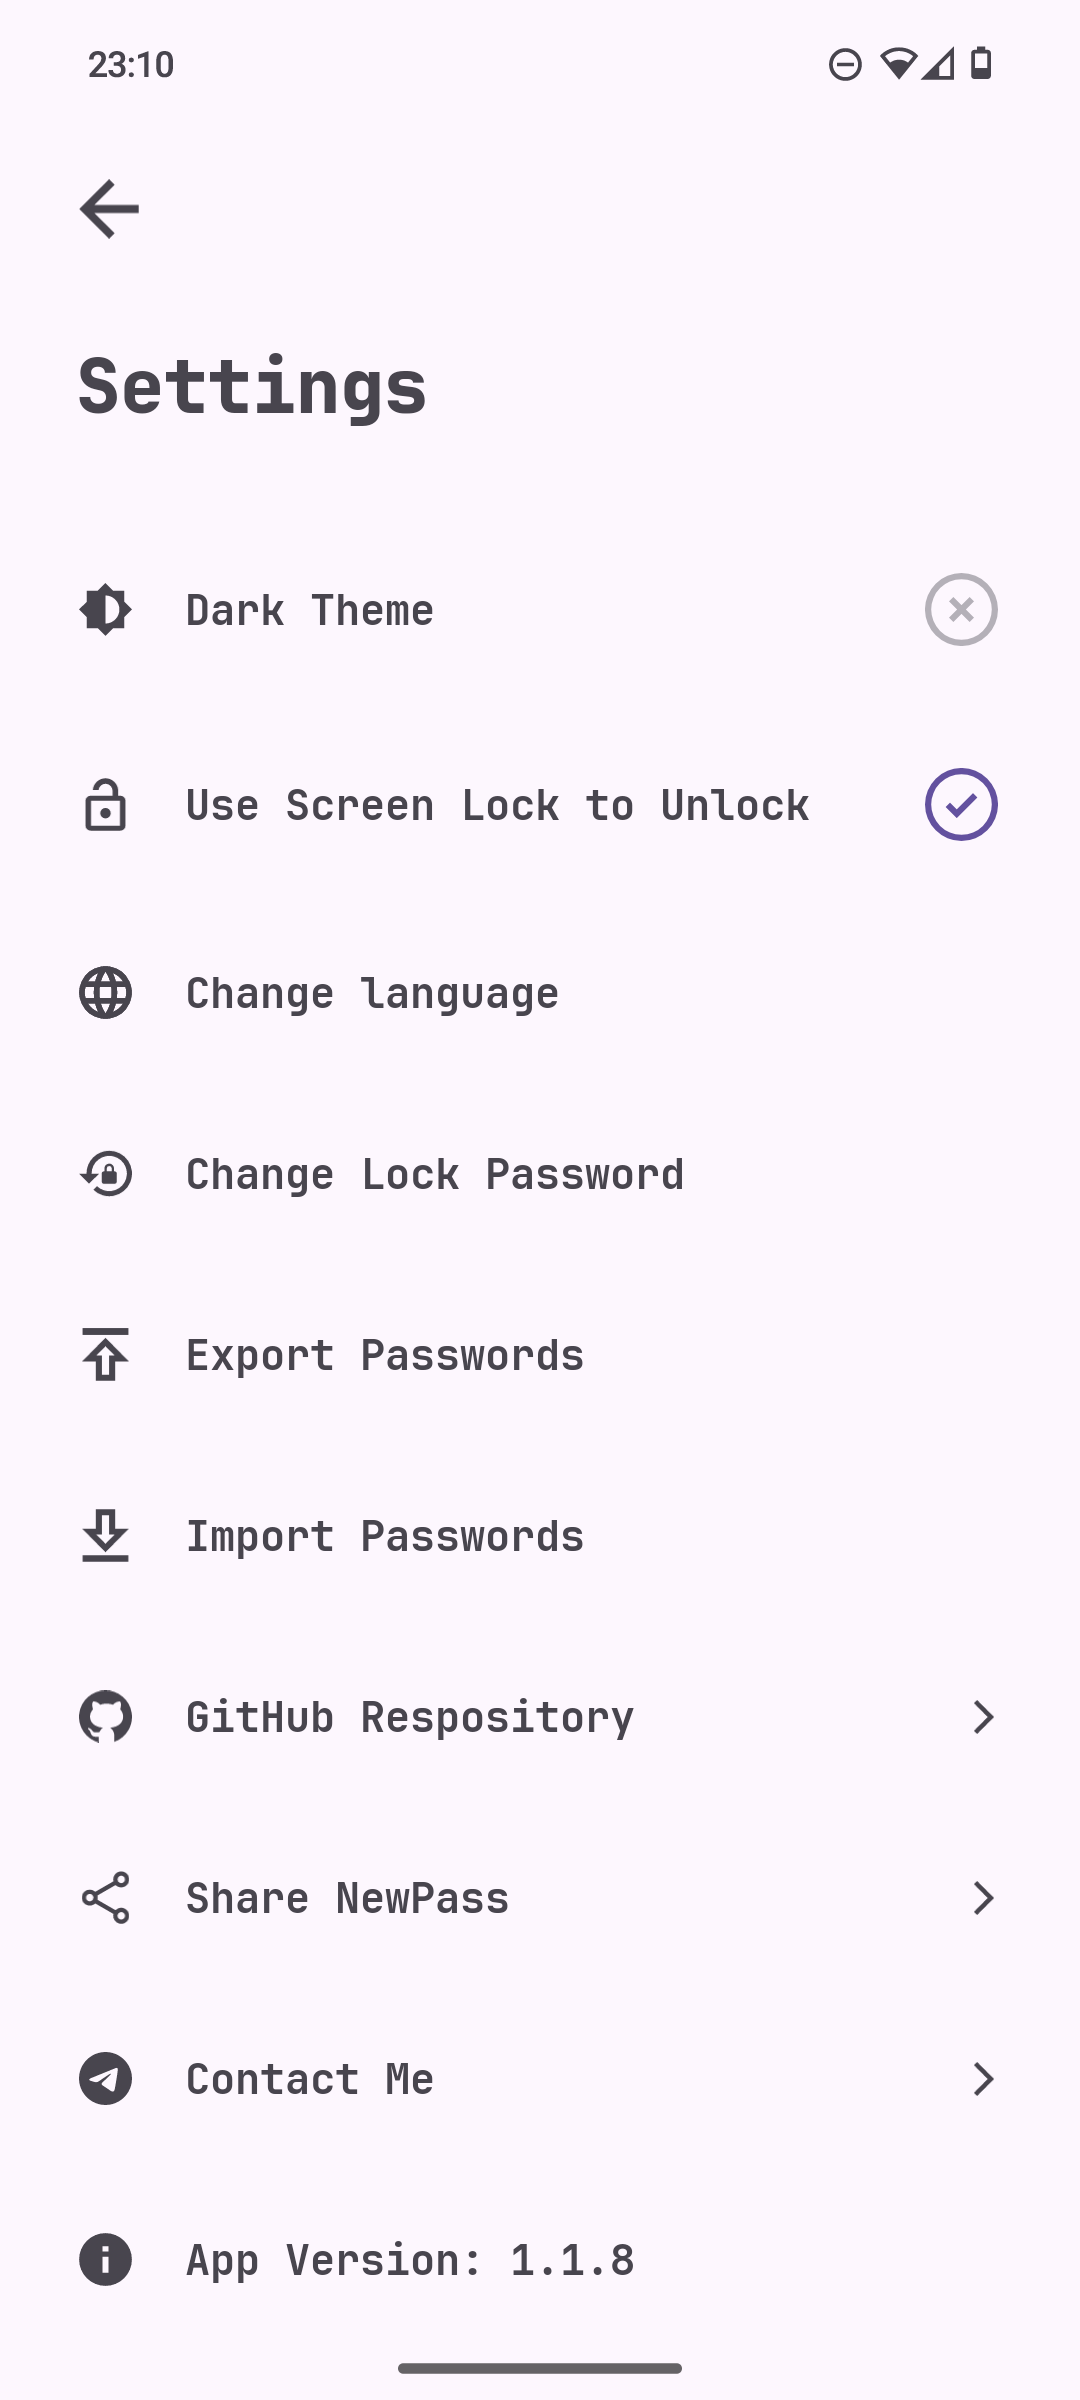 23:10
Settings
Dark Theme
Use Screen Lock to Unlock
Change language
Change Lock Password
Export Passwords
Import Passwords
GitHub Respository
Share NewPass
Contact Me
App Version: 1.1.8